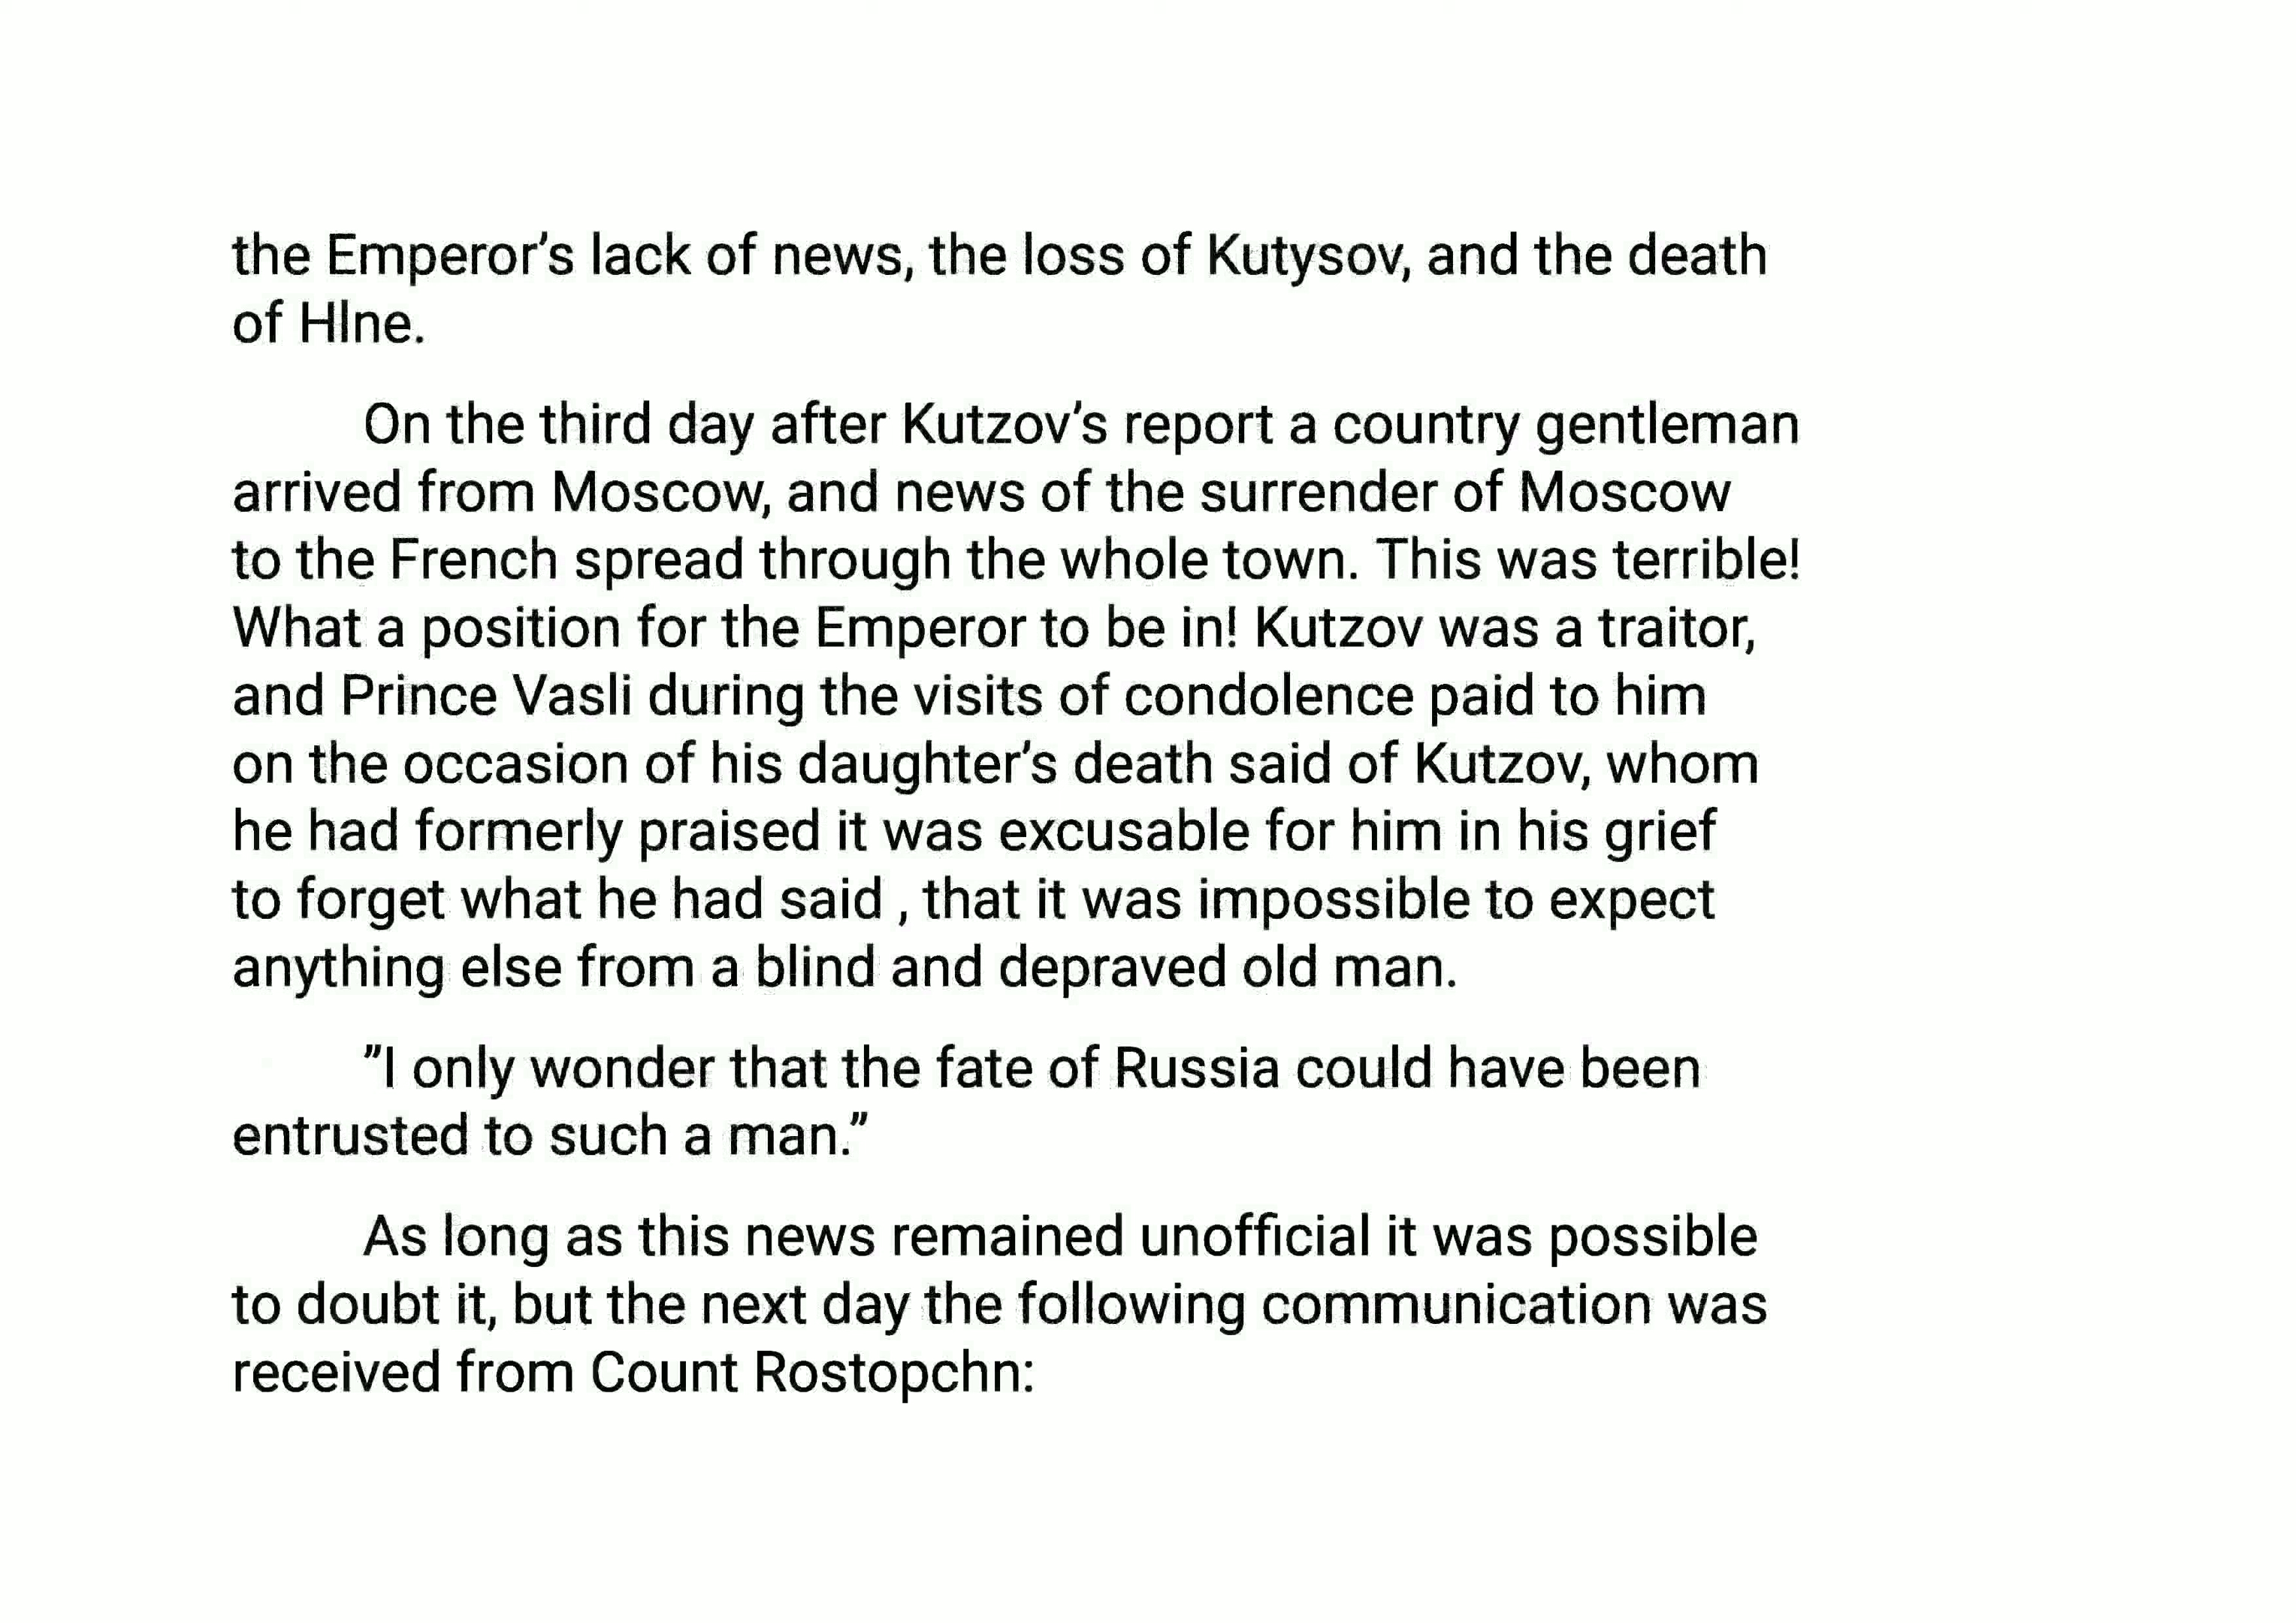 the Emperor’s lack of news, the loss of Kutysov, and the death
of Hlne.
On the third day after Kutzov’s report a country gentleman
arrived from Moscow, and news of the surrender of Moscow
to the French spread through the whole town. This was terrible!
What a position for the Emperor to be in! Kutzov was a traitor,
and Prince Vasli during the visits of condolence paid to him
on the occasion of his daughter’s death said of Kutzov, whom
he had formerly praised it was excusable for him in his grief
to forget what he had said , that it was impossible to expect
anything else from a blind and depraved old man.
”I only wonder that the fate of Russia could have been
entrusted to such a man.”
As long as this news remained unofficial it was possible
to doubt it, but the next day the following communication was
received from Count Rostopchn: